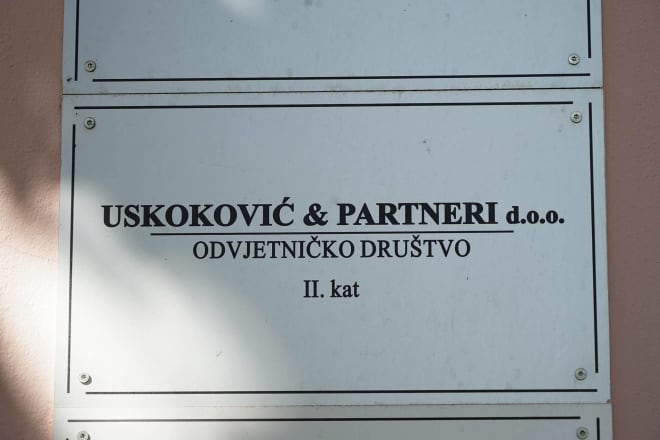 USKOKOVIĆ & PARTNERI d.o.o.
ODVJETNIČKO DRUŠTVO
II. kat